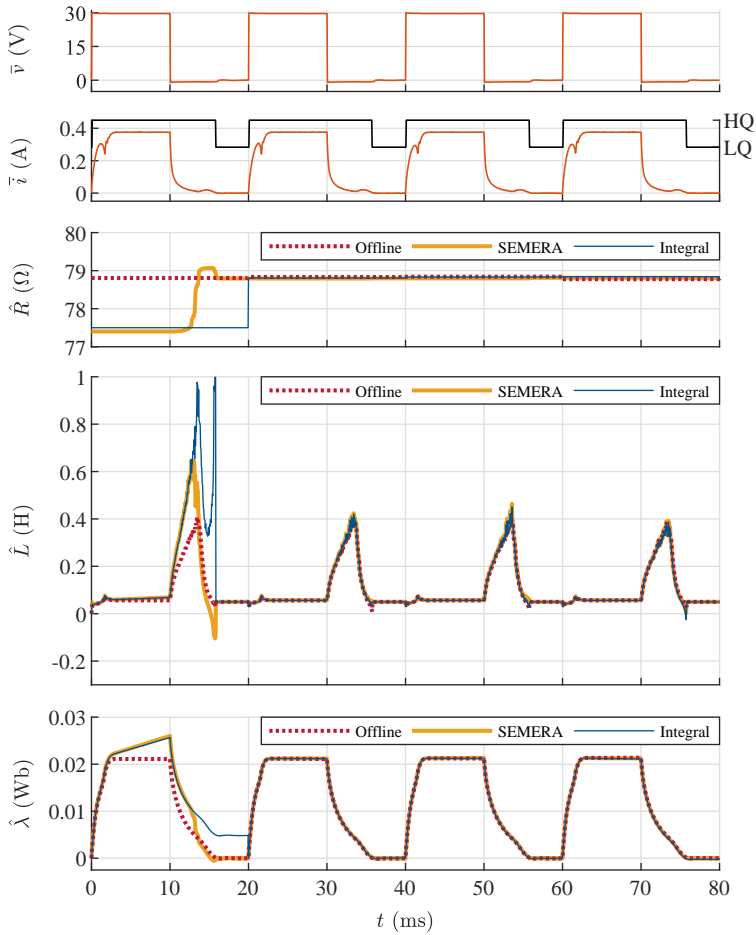 30
15
0
v̄ (V)
0.4
0.2
0
ī (A)
HQ
LQ
80
79
78
77
R̂ (Ω)
Offline SEMERA Integral
1
0.8
0.6
0.4
0.2
0
-0.2
L̂ (H)
Offline SEMERA Integral
0.03
0.02
0.01
0
λ̂ (Wb)
Offline SEMERA Integral
0 10 20 30 40 50 60 70 80
t (ms)